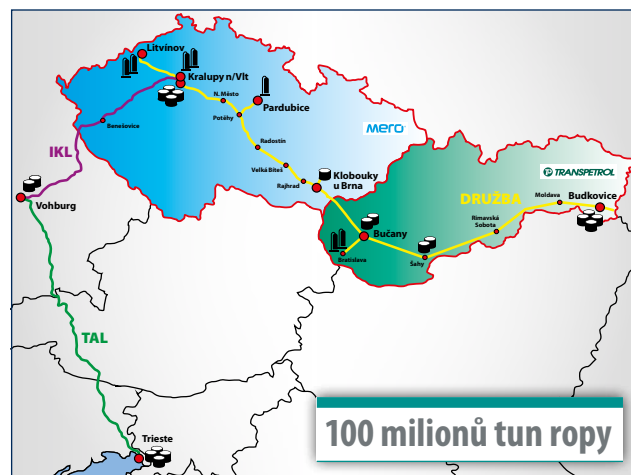 Litvínov
Kralupy n/Vlt
N. Město
Pardubice
Potěhy
Benešovice
Radostín
MERO
IKL
Velká Bíteš
Rajhrad
Klobouky
u Brna
TRANSPETROL
Vohburg
DRUŽBA
Moldava
Budkovice
Rimavská
Sobota
Bučany
Bratislava
Šahy
TAL
100 milionů tun ropy
Trieste